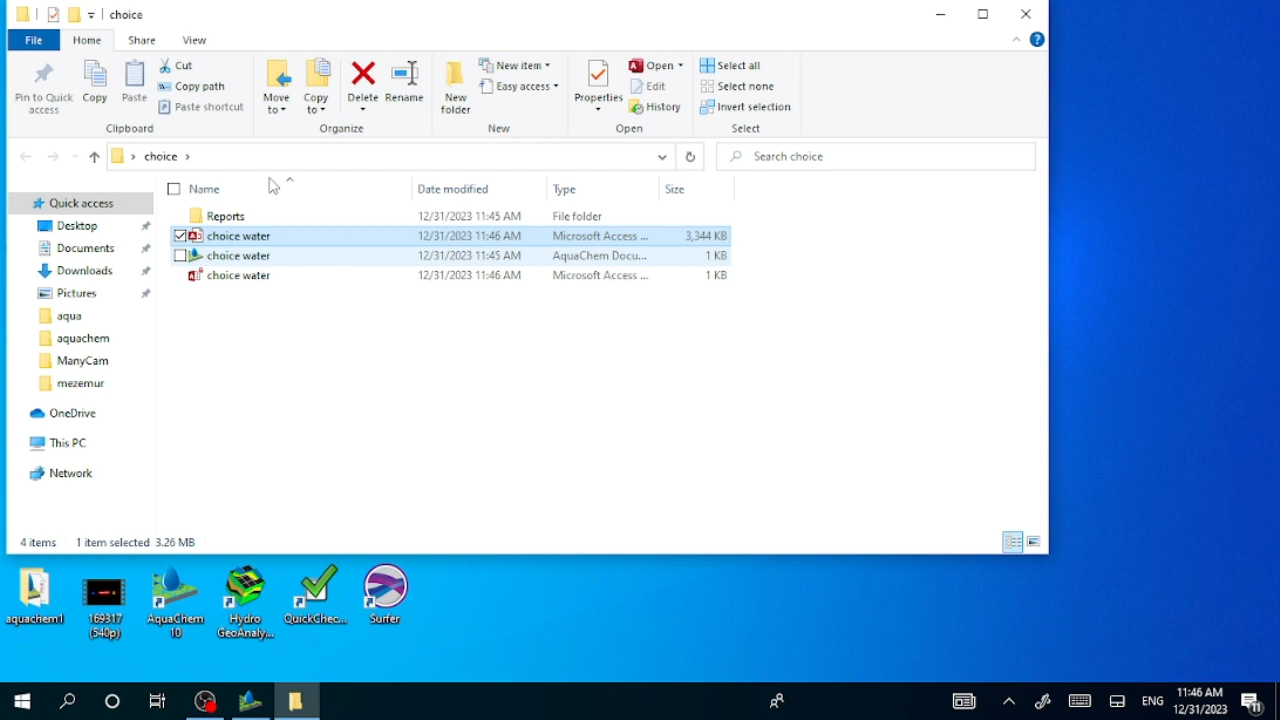 choice
File Home Share View
Pin to Quick access
Copy
Paste
Cut
Copy path
Paste shortcut
Clipboard
Move to
Copy to
Delete
Rename
Organize
New folder
New item
Easy access
New
Properties
Open
Edit
History
Open
Select all
Select none
Invert selection
Select
choice
Search choice
Name Date modified Type Size
Reports 12/31/2023 11:45 AM File folder
choice water 12/31/2023 11:46 AM Microsoft Access ... 3,344 KB
choice water 12/31/2023 11:45 AM AquaChem Docu... 1 KB
choice water 12/31/2023 11:46 AM Microsoft Access ... 1 KB
Quick access
Desktop
Documents
Downloads
Pictures
aqua
aquachem
ManyCam
mezemur
OneDrive
This PC
Network
4 items 1 item selected 3.26 MB
aquachem1
169317 (540p)
AquaChem 10
Hydro GeoAnaly...
QuickChec...
Surfer
ENG
11:46 AM
12/31/2023
11